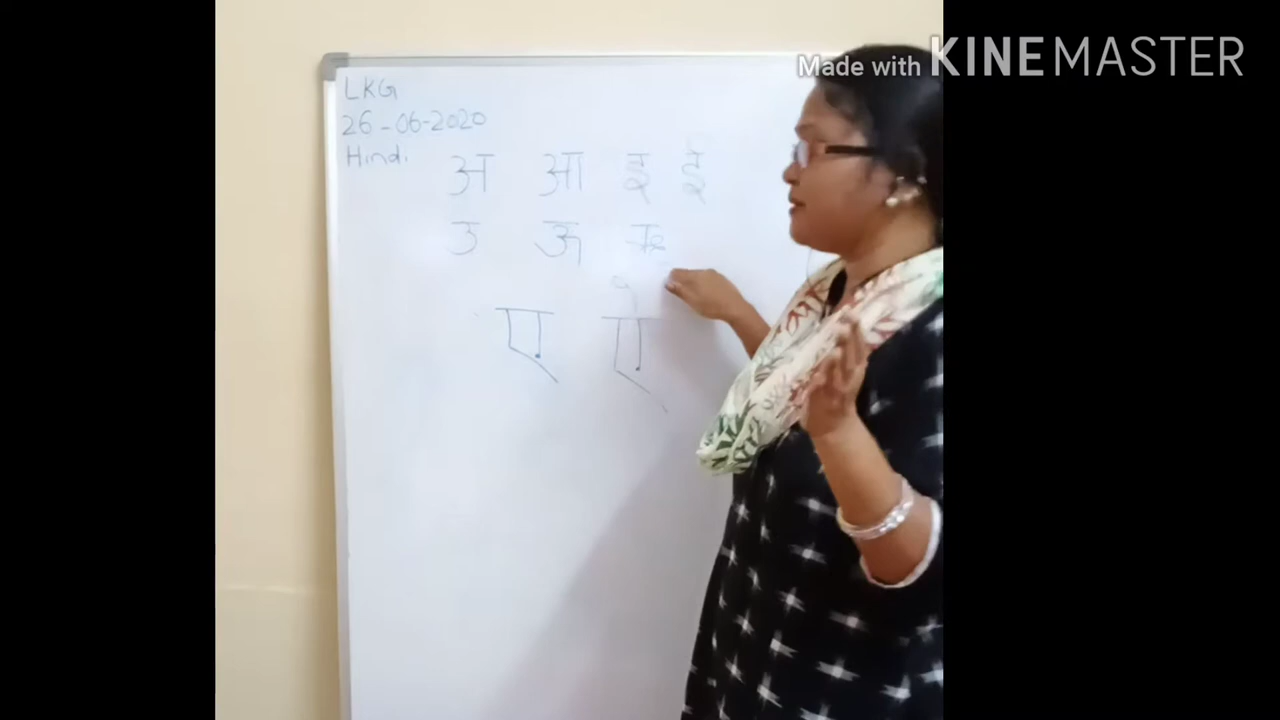 Made with KINEMASTER
LKG
26-06-2020
Hindi
अ आ इ ई
उ ऊ ऋ
ए ऐ